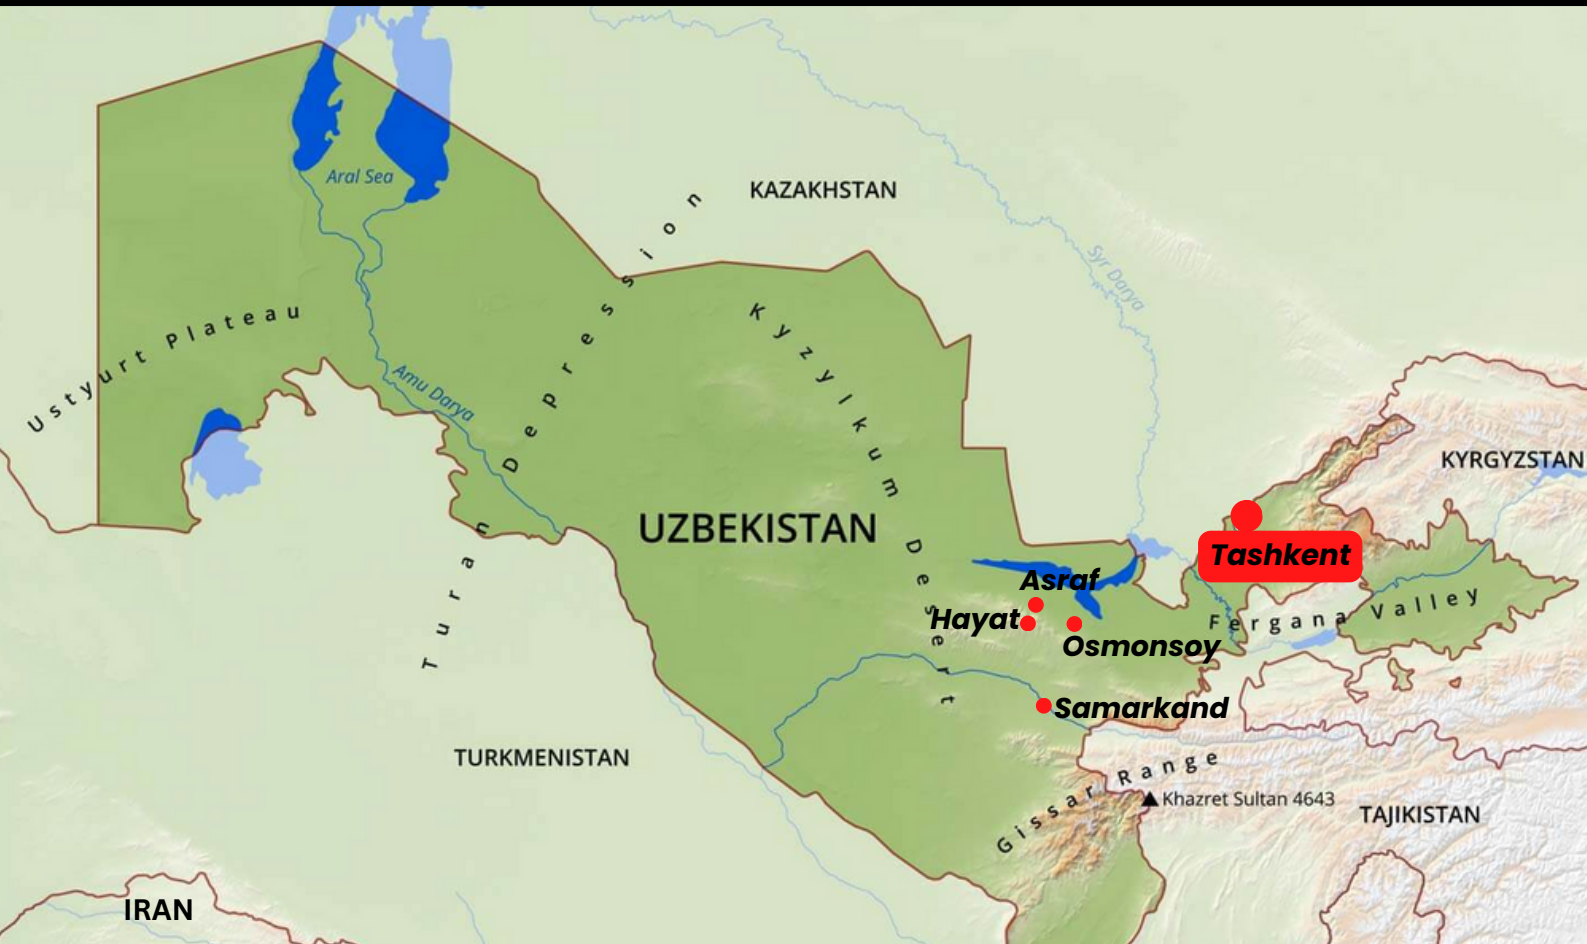 Aral Sea
KAZAKHSTAN
Syr Darya
Ustyurt Plateau
Amu Darya
Turan Depression
Kyzylkum Desert
KYRGYZSTAN
UZBEKISTAN
Tashkent
Asraf
Hayat
Osmonsoy
Fergana Valley
Samarkand
TURKMENISTAN
Gissar Range
Khazret Sultan 4643
TAJIKISTAN
IRAN